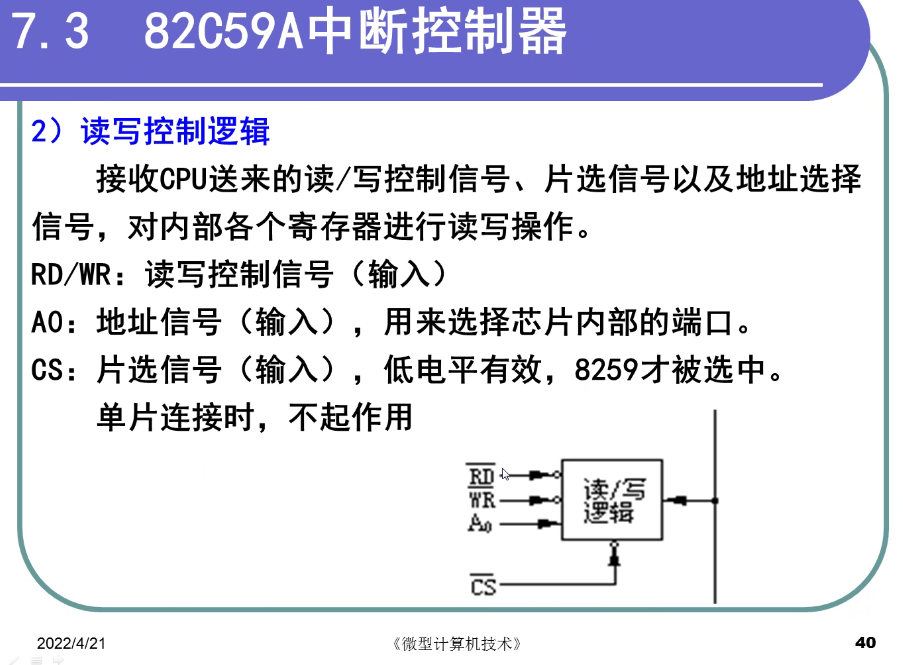 7.3 82C59A中断控制器
2）读写控制逻辑
接收CPU送来的读/写控制信号、片选信号以及地址选择
信号，对内部各个寄存器进行读写操作。
RD/WR：读写控制信号（输入）
A0：地址信号（输入），用来选择芯片内部的端口。
CS：片选信号（输入），低电平有效，8259才被选中。
单片连接时，不起作用
RD
WR
A0
读/写
逻辑
CS
2022/4/21
《微型计算机技术》
40